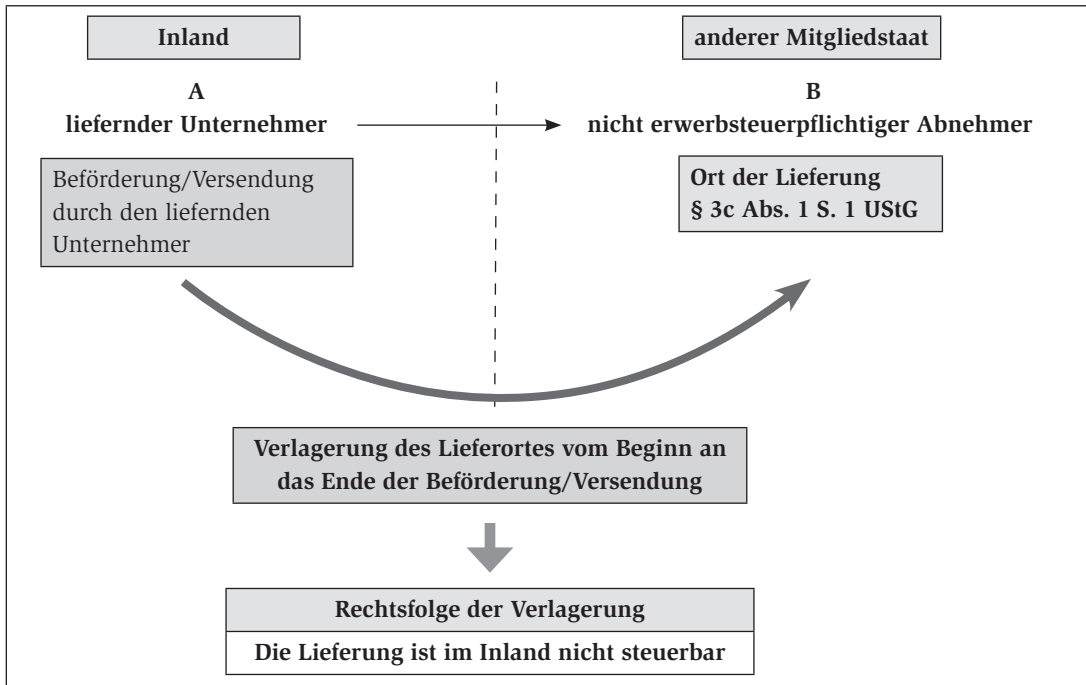 Inland
anderer Mitgliedstaat
A
B
liefernder Unternehmer
nicht erwerbsteuerpflichtiger Abnehmer
Beförderung/Versendung
durch den liefernden
Unternehmer
Ort der Lieferung
§ 3c Abs. 1 S. 1 UStG
Verlagerung des Lieferortes vom Beginn an
das Ende der Beförderung/Versendung
Rechtsfolge der Verlagerung
Die Lieferung ist im Inland nicht steuerbar